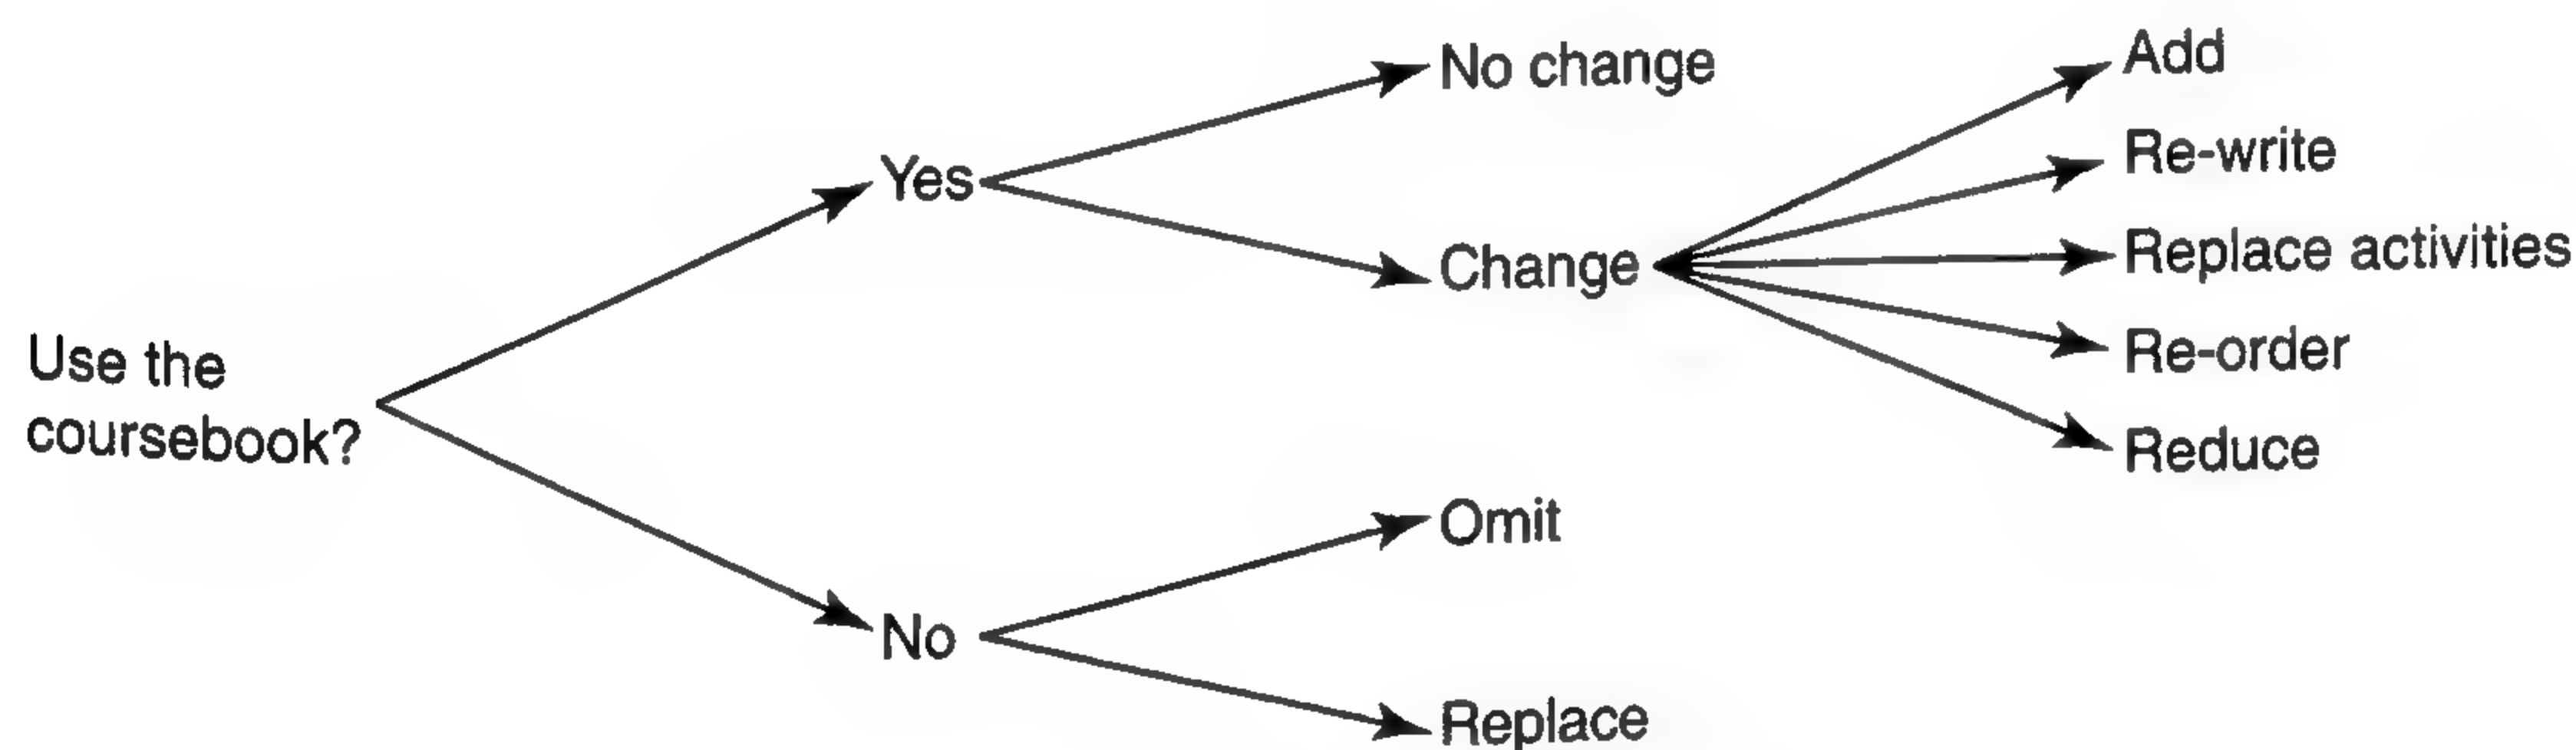 No change
Add
Re-write
Yes
Replace activities
Change
Re-order
Use the
coursebook?
Reduce
Omit
No
Replace